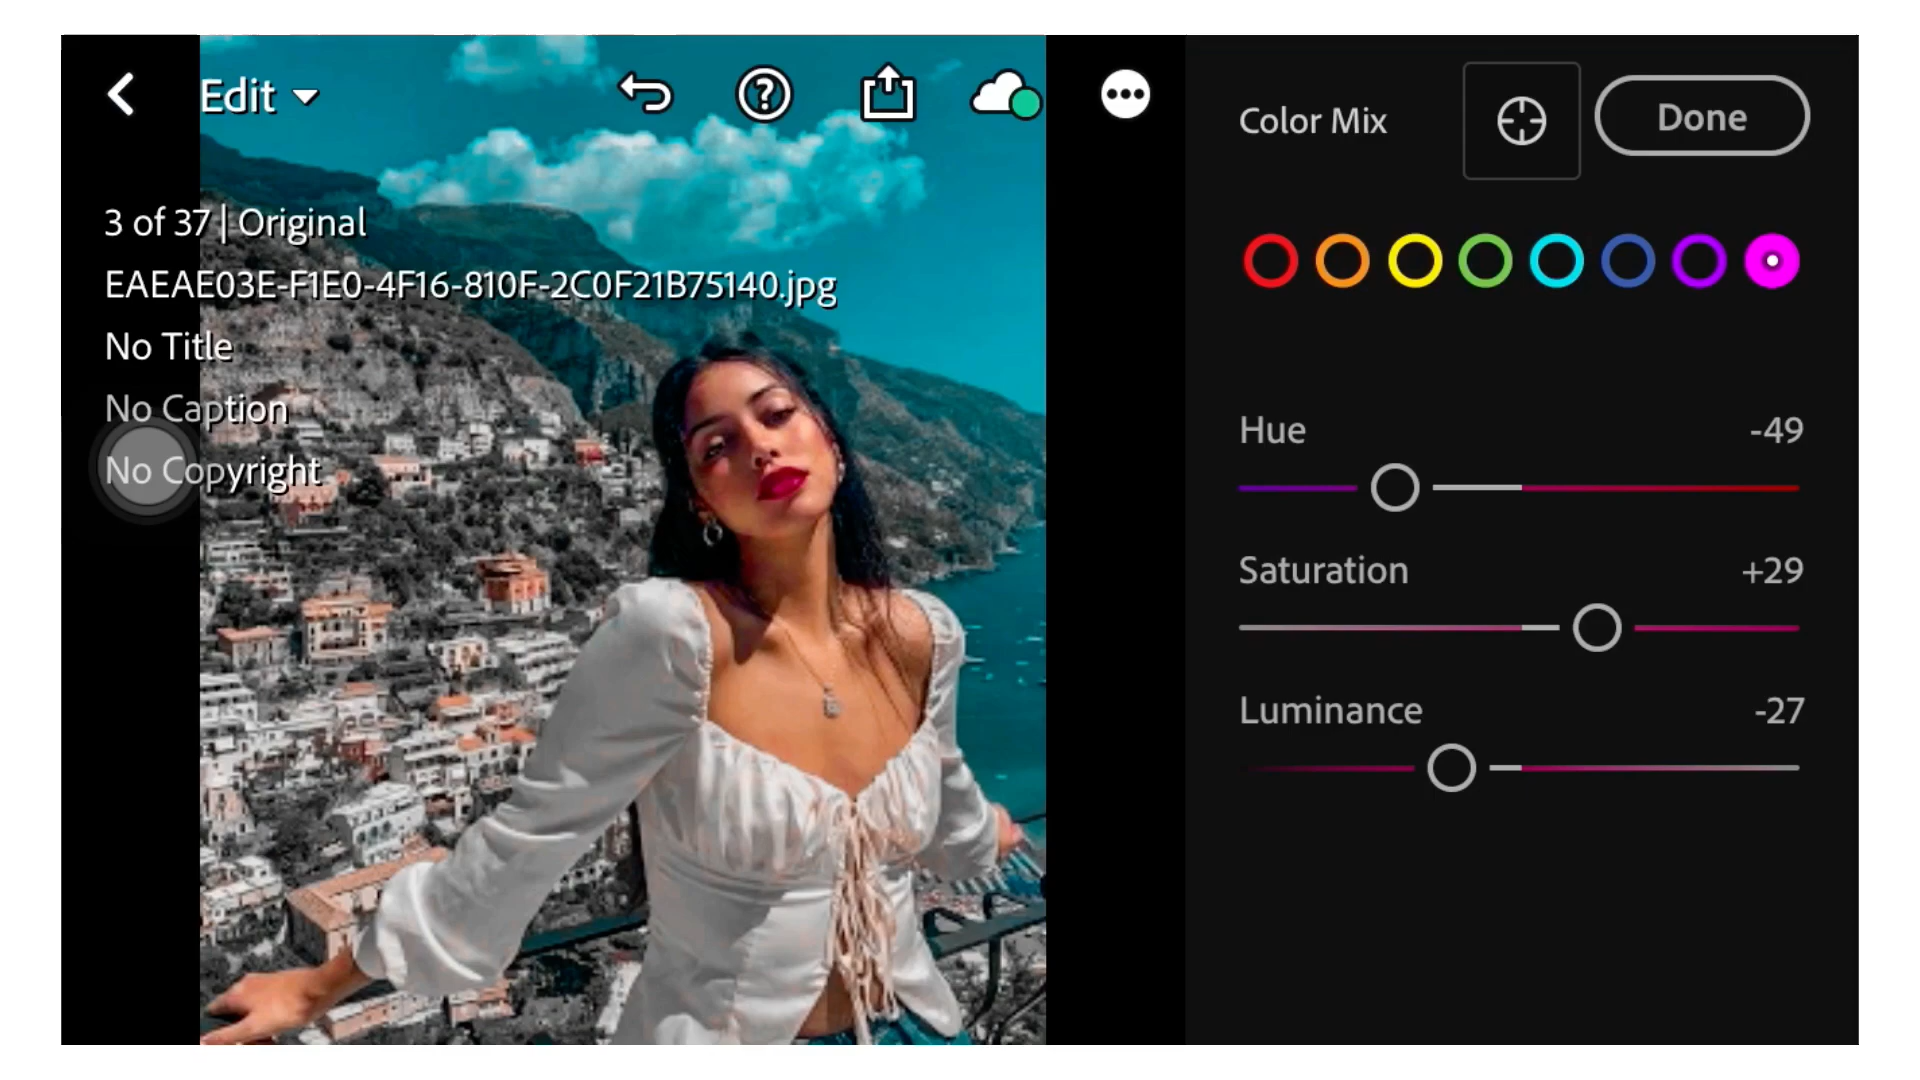 Edit
Color Mix
Done
3 of 37 | Original
EAEAE03E-F1E0-4F16-810F-2C0F21B75140.jpg
No Title
No Caption
No Copyright
Hue -49
Saturation +29
Luminance -27